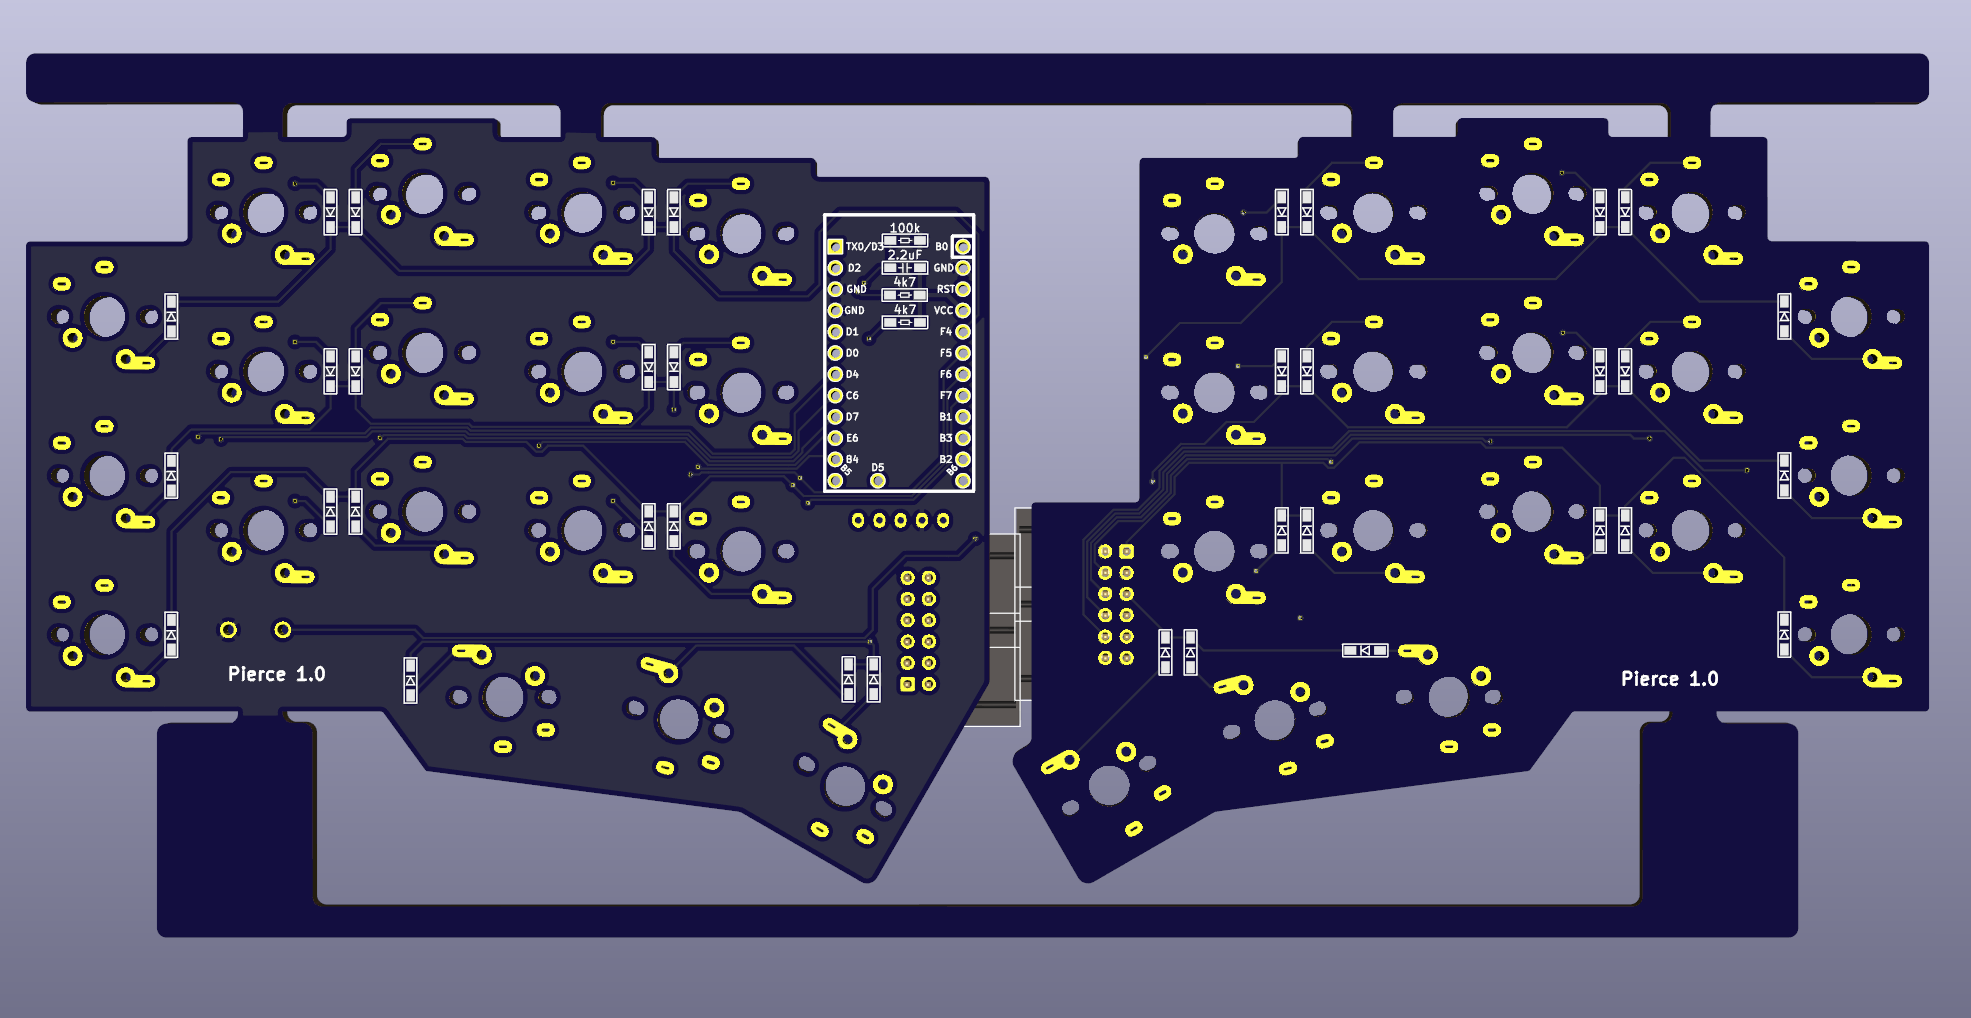 100k
TX0/D3
B0
2.2uF
D2
GND
4k7
GND
RST
GND
4k7
VCC
D1
F4
D0
F5
D4
F6
C6
F7
D7
B1
E6
B3
B4
B2
B5
D5
B6
Pierce 1.0
Pierce 1.0